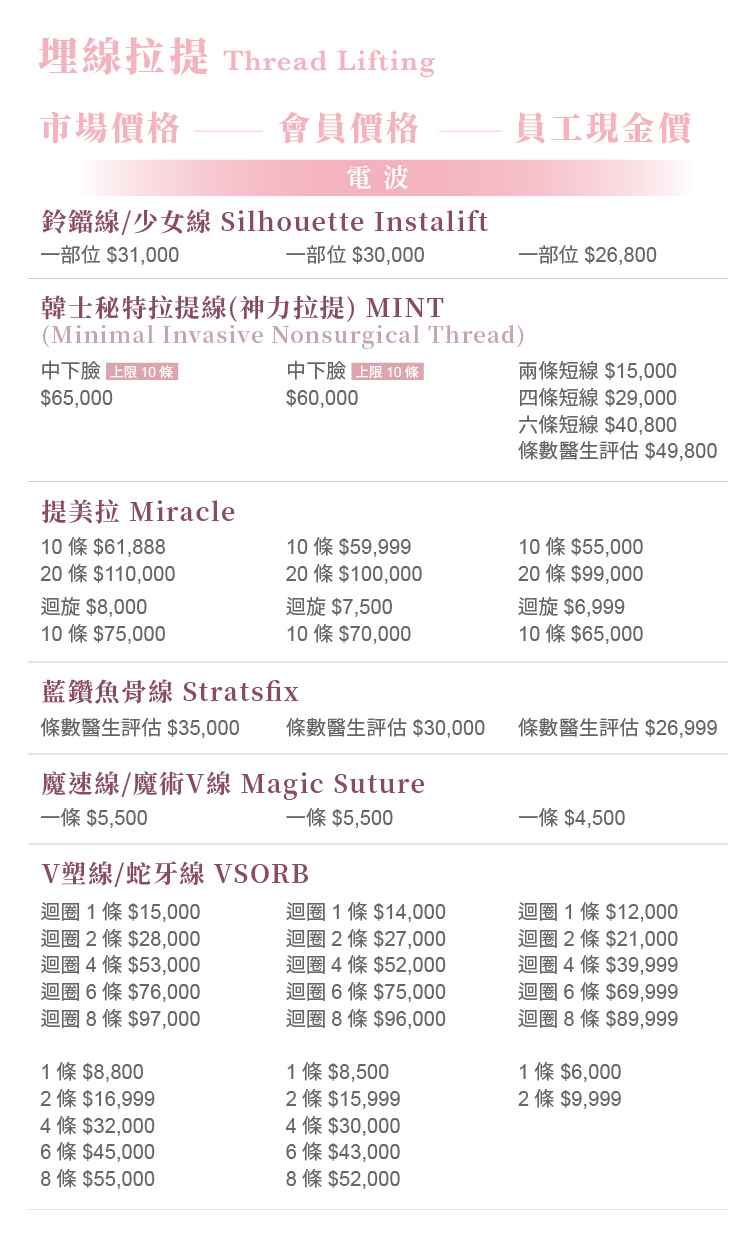 埋線拉提 Thread Lifting
市場價格 會員價格 員工現金價
電波
鈴鐺線/少女線 Silhouette Instalift
一部位 $31,000 一部位 $30,000 一部位 $26,800
韓士秘特拉提線(神力拉提) MINT
(Minimal Invasive Nonsurgical Thread)
中下臉 上限 10 條 中下臉 上限 10 條 兩條短線 $15,000
$65,000 $60,000 四條短線 $29,000
六條短線 $40,800
條數醫生評估 $49,800
提美拉 Miracle
10 條 $61,888 10 條 $59,999 10 條 $55,000
20 條 $110,000 20 條 $100,000 20 條 $99,000
迴旋 $8,000 迴旋 $7,500 迴旋 $6,999
10 條 $75,000 10 條 $70,000 10 條 $65,000
藍鑽魚骨線 Stratsfix
條數醫生評估 $35,000 條數醫生評估 $30,000 條數醫生評估 $26,999
魔速線/魔術V線 Magic Suture
一條 $5,500 一條 $5,500 一條 $4,500
V塑線/蛇牙線 VSORB
迴圈 1 條 $15,000 迴圈 1 條 $14,000 迴圈 1 條 $12,000
迴圈 2 條 $28,000 迴圈 2 條 $27,000 迴圈 2 條 $21,000
迴圈 4 條 $53,000 迴圈 4 條 $52,000 迴圈 4 條 $39,999
迴圈 6 條 $76,000 迴圈 6 條 $75,000 迴圈 6 條 $69,999
迴圈 8 條 $97,000 迴圈 8 條 $96,000 迴圈 8 條 $89,999
1 條 $8,800 1 條 $8,500 1 條 $6,000
2 條 $16,999 2 條 $15,999 2 條 $9,999
4 條 $32,000 4 條 $30,000
6 條 $45,000 6 條 $43,000
8 條 $55,000 8 條 $52,000